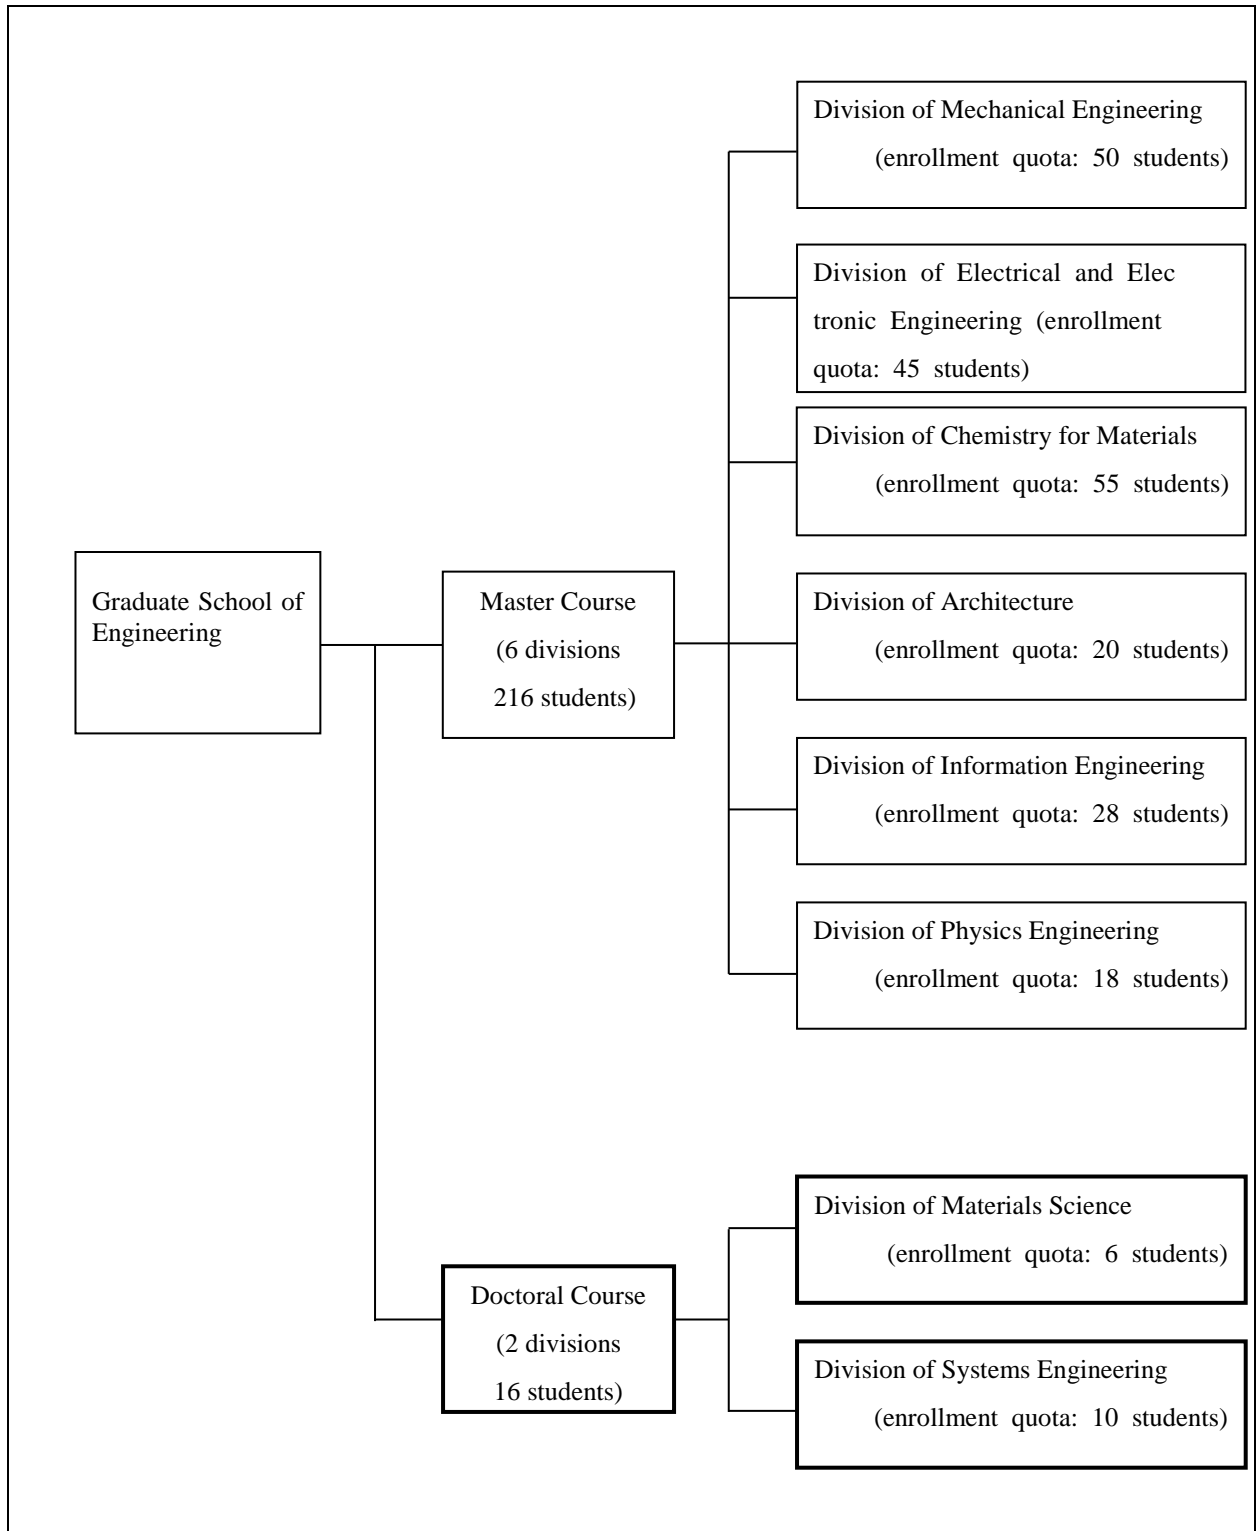 Division of Mechanical Engineering
(enrollment quota: 50 students)
Division of Electrical and Elec
tronic Engineering (enrollment
quota: 45 students)
Division of Chemistry for Materials
(enrollment quota: 55 students)
Graduate School of
Engineering
Master Course
(6 divisions
216 students)
Division of Architecture
(enrollment quota: 20 students)
Division of Information Engineering
(enrollment quota: 28 students)
Division of Physics Engineering
(enrollment quota: 18 students)
Doctoral Course
(2 divisions
16 students)
Division of Materials Science
(enrollment quota: 6 students)
Division of Systems Engineering
(enrollment quota: 10 students)